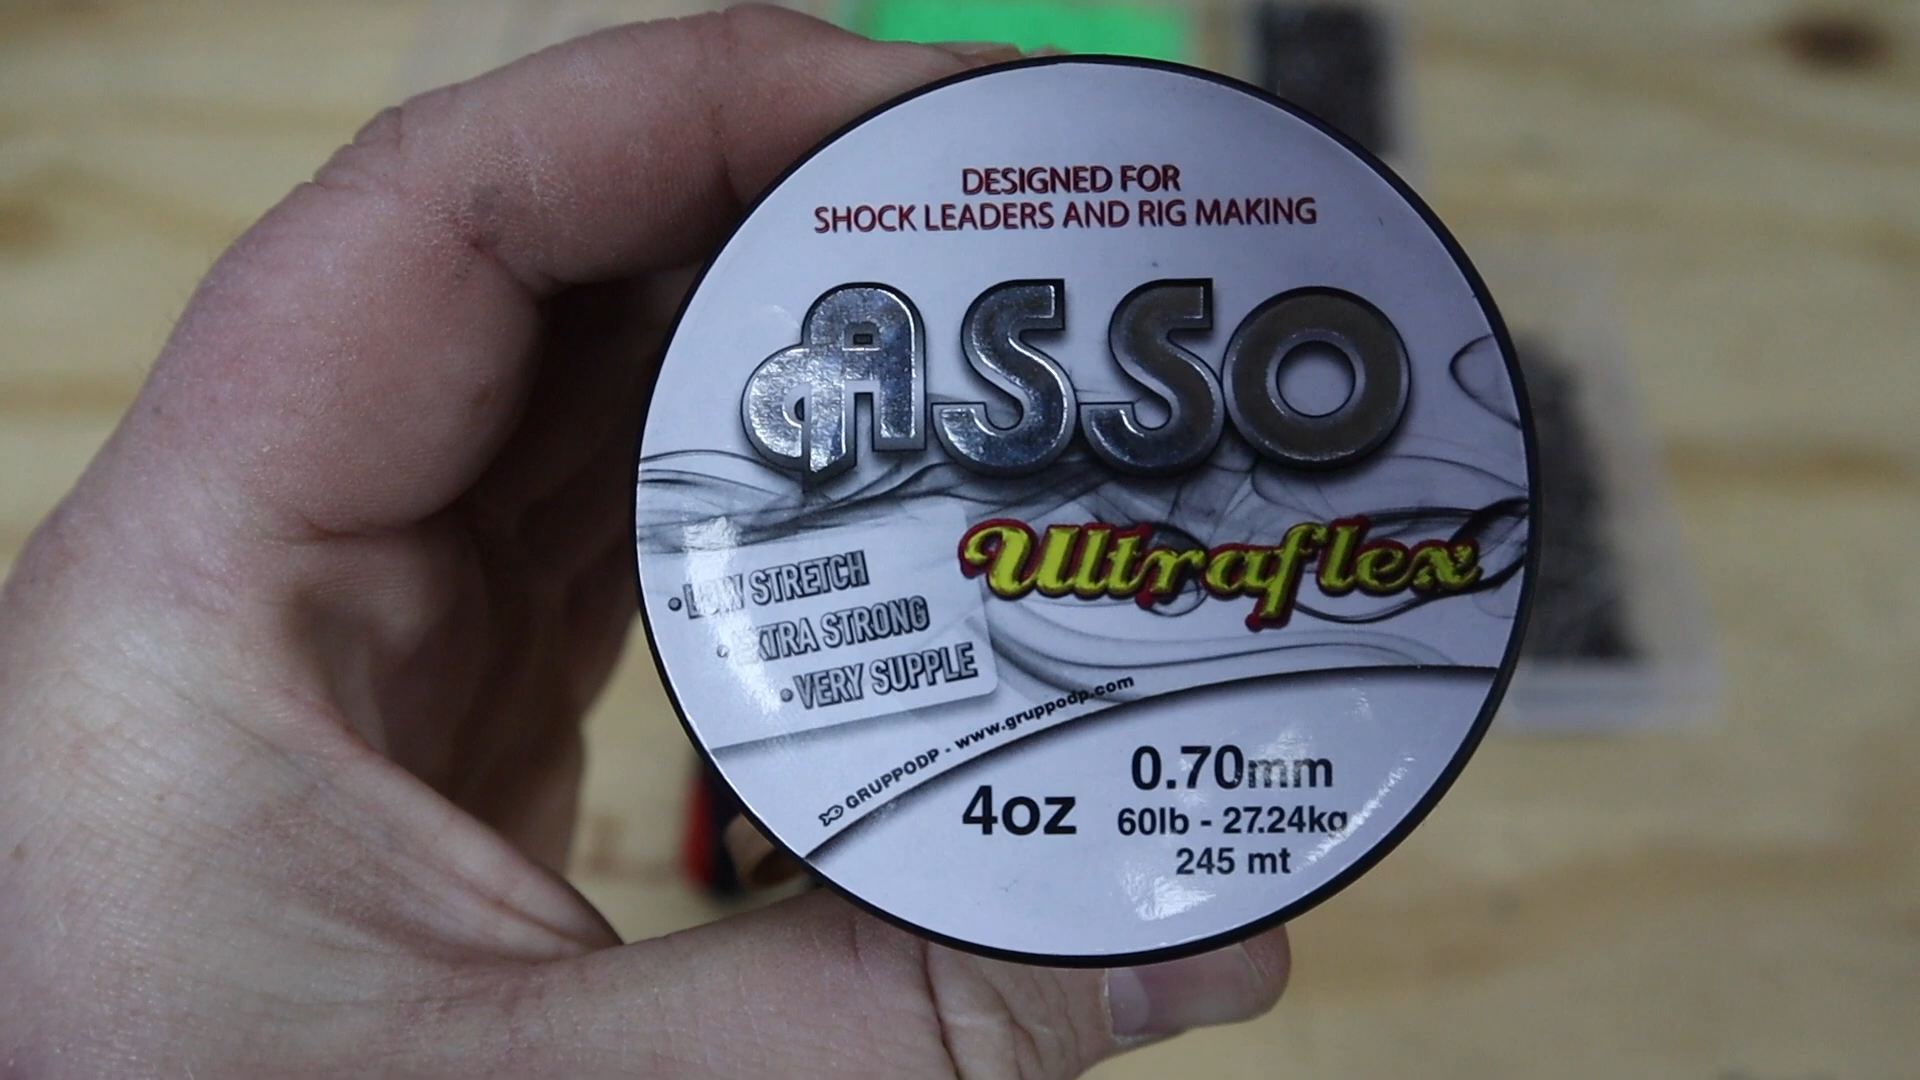 DESIGNED FOR
SHOCK LEADERS AND RIG MAKING
ASSO
Ultraflex
• LOW STRETCH
• EXTRA STRONG
• VERY SUPPLE
GRUPPODP - www.gruppodp.com
4oz
0.70mm
60lb - 27.24kg
245 mt